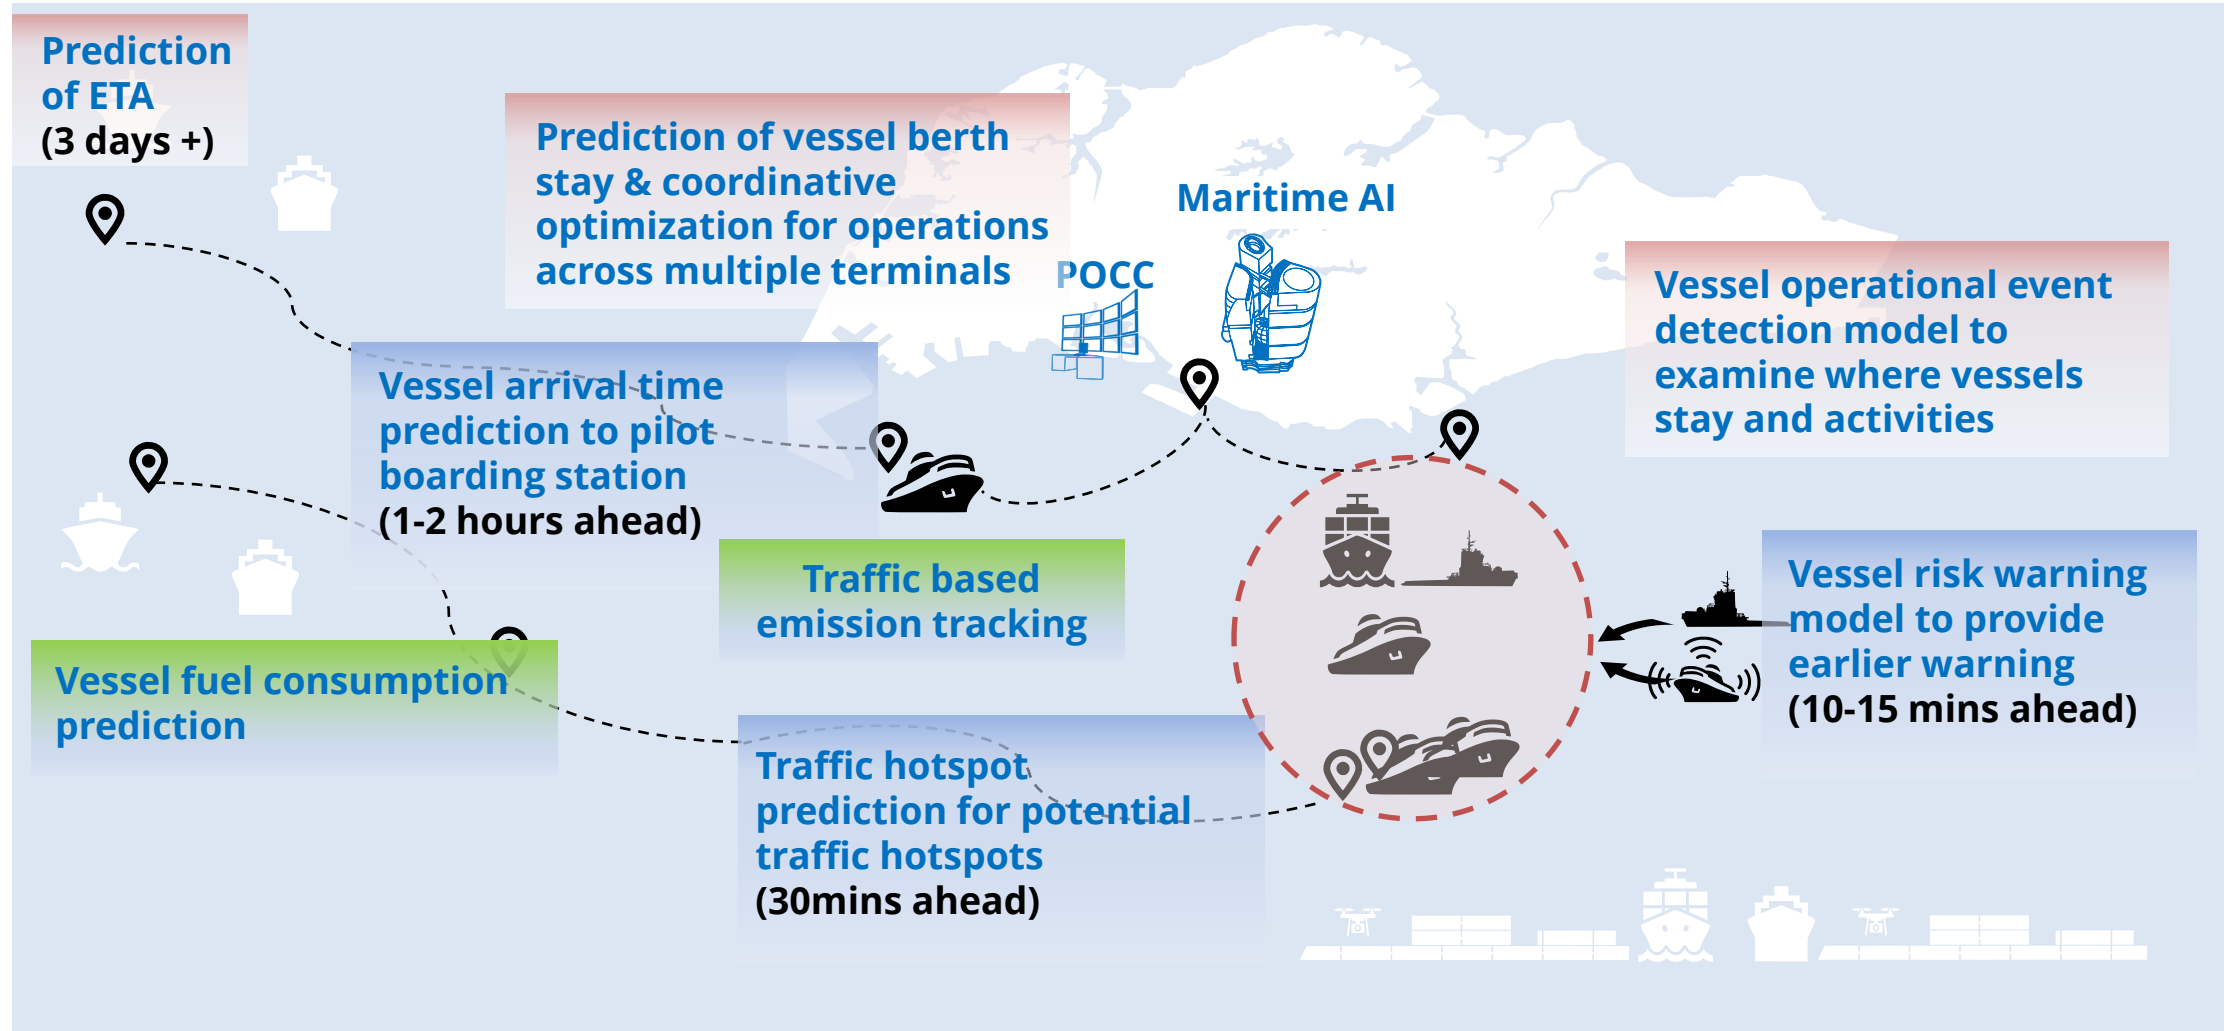 Prediction
of ETA
(3 days +)
Prediction of vessel berth
stay & coordinative
optimization for operations
across multiple terminals
Maritime AI
POCC
Vessel operational event
detection model to
examine where vessels
stay and activities
Vessel arrival time
prediction to pilot
boarding station
(1-2 hours ahead)
Traffic based
emission tracking
Vessel risk warning
model to provide
earlier warning
(10-15 mins ahead)
Vessel fuel consumption
prediction
Traffic hotspot
prediction for potential
traffic hotspots
(30mins ahead)